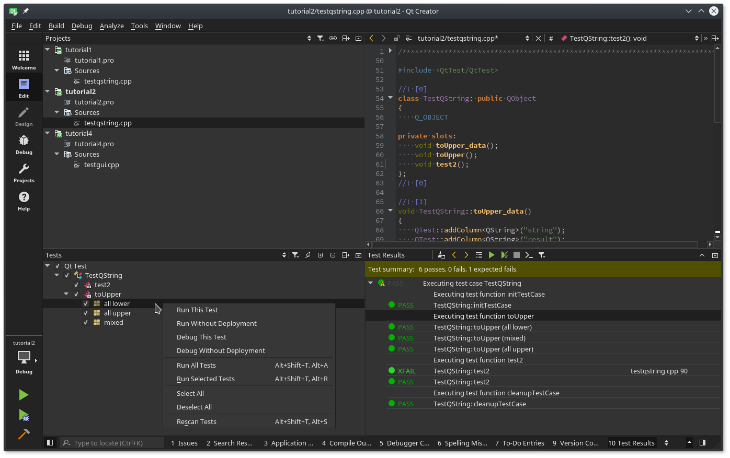 tutorial2/testqstring.cpp @ tutorial2 - Qt Creator
File Edit Build Debug Analyze Tools Window Help
Projects
tutorial2/testqstring.cpp*
# TestQString::test2(): void
Welcome
Edit
Design
Debug
Projects
Help
tutorial1
tutorial1.pro
Sources
testqstring.cpp
tutorial2
tutorial2.pro
Sources
testqstring.cpp
tutorial4
tutorial4.pro
Sources
testgui.cpp
1 /****************************************************************************
50
51 #include <QtTest/QtTest>
52
53 //! [0]
54 class TestQString: public QObject
55 {
56 Q_OBJECT
57
58 private slots:
59 void toUpper_data();
60 void toUpper();
61 void test2();
62 };
63 //! [0]
64
65 //! [1]
66 void TestQString::toUpper_data()
67 {
68 QTest::addColumn<QString>("string");
69 QTest::addColumn<QString>("result");
Tests
Qt Test
TestQString
test2
toUpper
all lower
all upper
mixed
Run This Test
Run Without Deployment
Debug This Test
Debug Without Deployment
Run All Tests Alt+Shift+T, Alt+A
Run Selected Tests Alt+Shift+T, Alt+R
Select All
Deselect All
Rescan Tests Alt+Shift+T, Alt+S
Test Results
Test summary: 6 passes, 0 fails, 1 expected fails.
PASS Executing test case TestQString
Executing test function initTestCase
PASS TestQString::initTestCase
Executing test function toUpper
PASS TestQString::toUpper (all lower)
PASS TestQString::toUpper (mixed)
PASS TestQString::toUpper (all upper)
Executing test function test2
XFAIL TestQString::test2 testqstring.cpp 90
PASS TestQString::test2
Executing test function cleanupTestCase
PASS TestQString::cleanupTestCase
tutorial2
Debug
Type to locate (Ctrl+K)
1 Issues 2 Search Res... 3 Application ... 4 Compile Ou... 5 Debugger C... 6 Spelling Mis... 7 To-Do Entries 9 Version Co... 10 Test Results